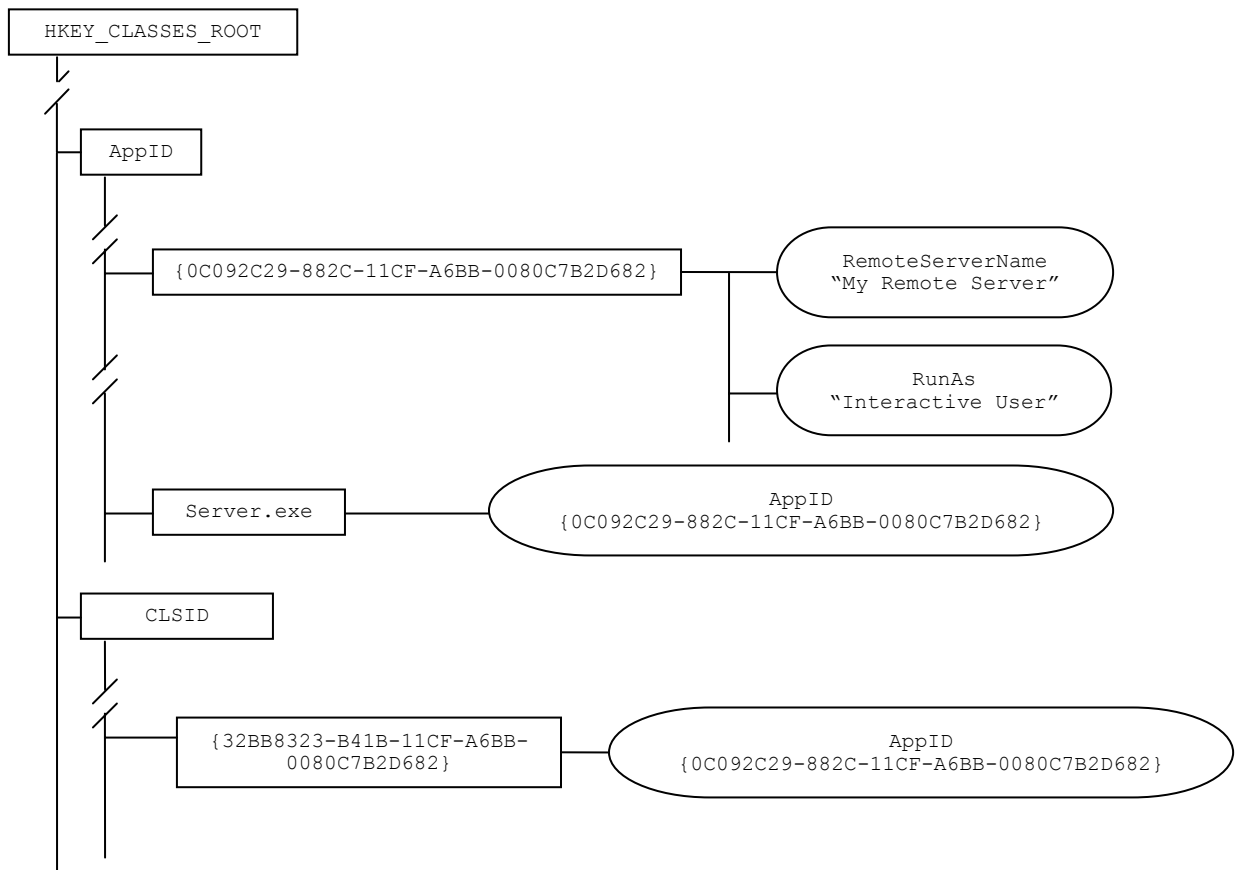 HKEY_CLASSES_ROOT
AppID
{0C092C29-882C-11CF-A6BB-0080C7B2D682}
RemoteServerName
“My Remote Server”
RunAs
“Interactive User”
Server.exe
AppID
{0C092C29-882C-11CF-A6BB-0080C7B2D682}
CLSID
{32BB8323-B41B-11CF-A6BB-
0080C7B2D682}
AppID
{0C092C29-882C-11CF-A6BB-0080C7B2D682}